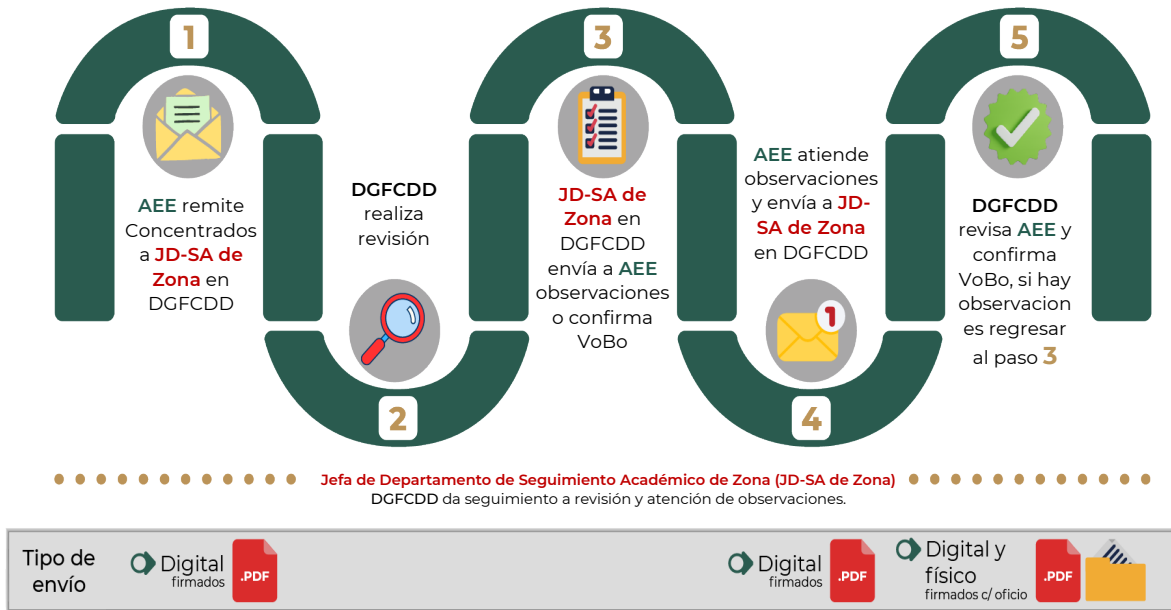 1
AEE remite
Concentrados
a JD-SA de
Zona en
DGFCDD
DGFCDD
realiza
revisión
2
3
JD-SA de
Zona en
DGFCDD
envía a AEE
observaciones
o confirma
VoBo
AEE atiende
observaciones
y envía a JD-
SA de Zona
en DGFCDD
1
4
5
DGFCDD
revisa AEE y
confirma
VoBo, si hay
observacion
es regresar
al paso 3
Jefa de Departamento de Seguimiento Académico de Zona (JD-SA de Zona)
DGFCDD da seguimiento a revisión y atención de observaciones.
Tipo de
envío
Digital
firmados
.PDF
Digital
firmados
.PDF
Digital y
físico
firmados c/ oficio
.PDF